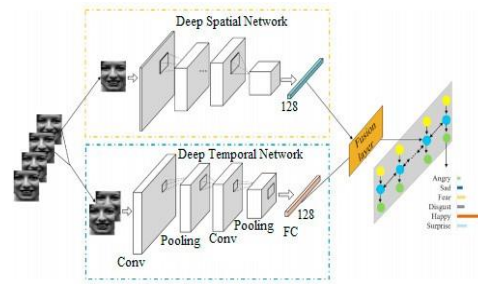 Deep Spatial Network
128
Deep Temporal Network
Conv
Pooling
Conv
Pooling
FC
128
Fusion
layer
Angry
Sad
Fear
Disgust
Happy
Surprise